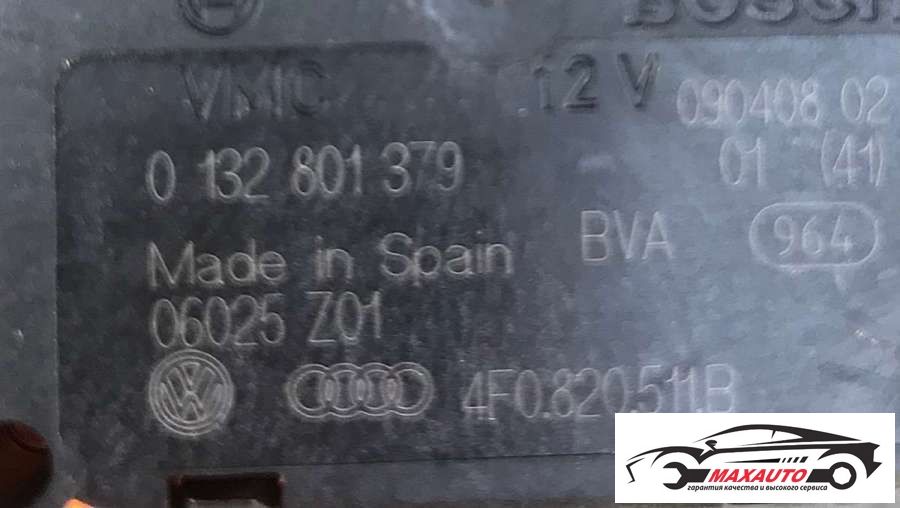 BOSCH
VMC 12 V 090408 02
0 132 801 379 01 (41)
Made in Spain BVA 964
06025 Z01
4F0.820.511.B
MAXAUTO
гарантия качества и высокого сервиса